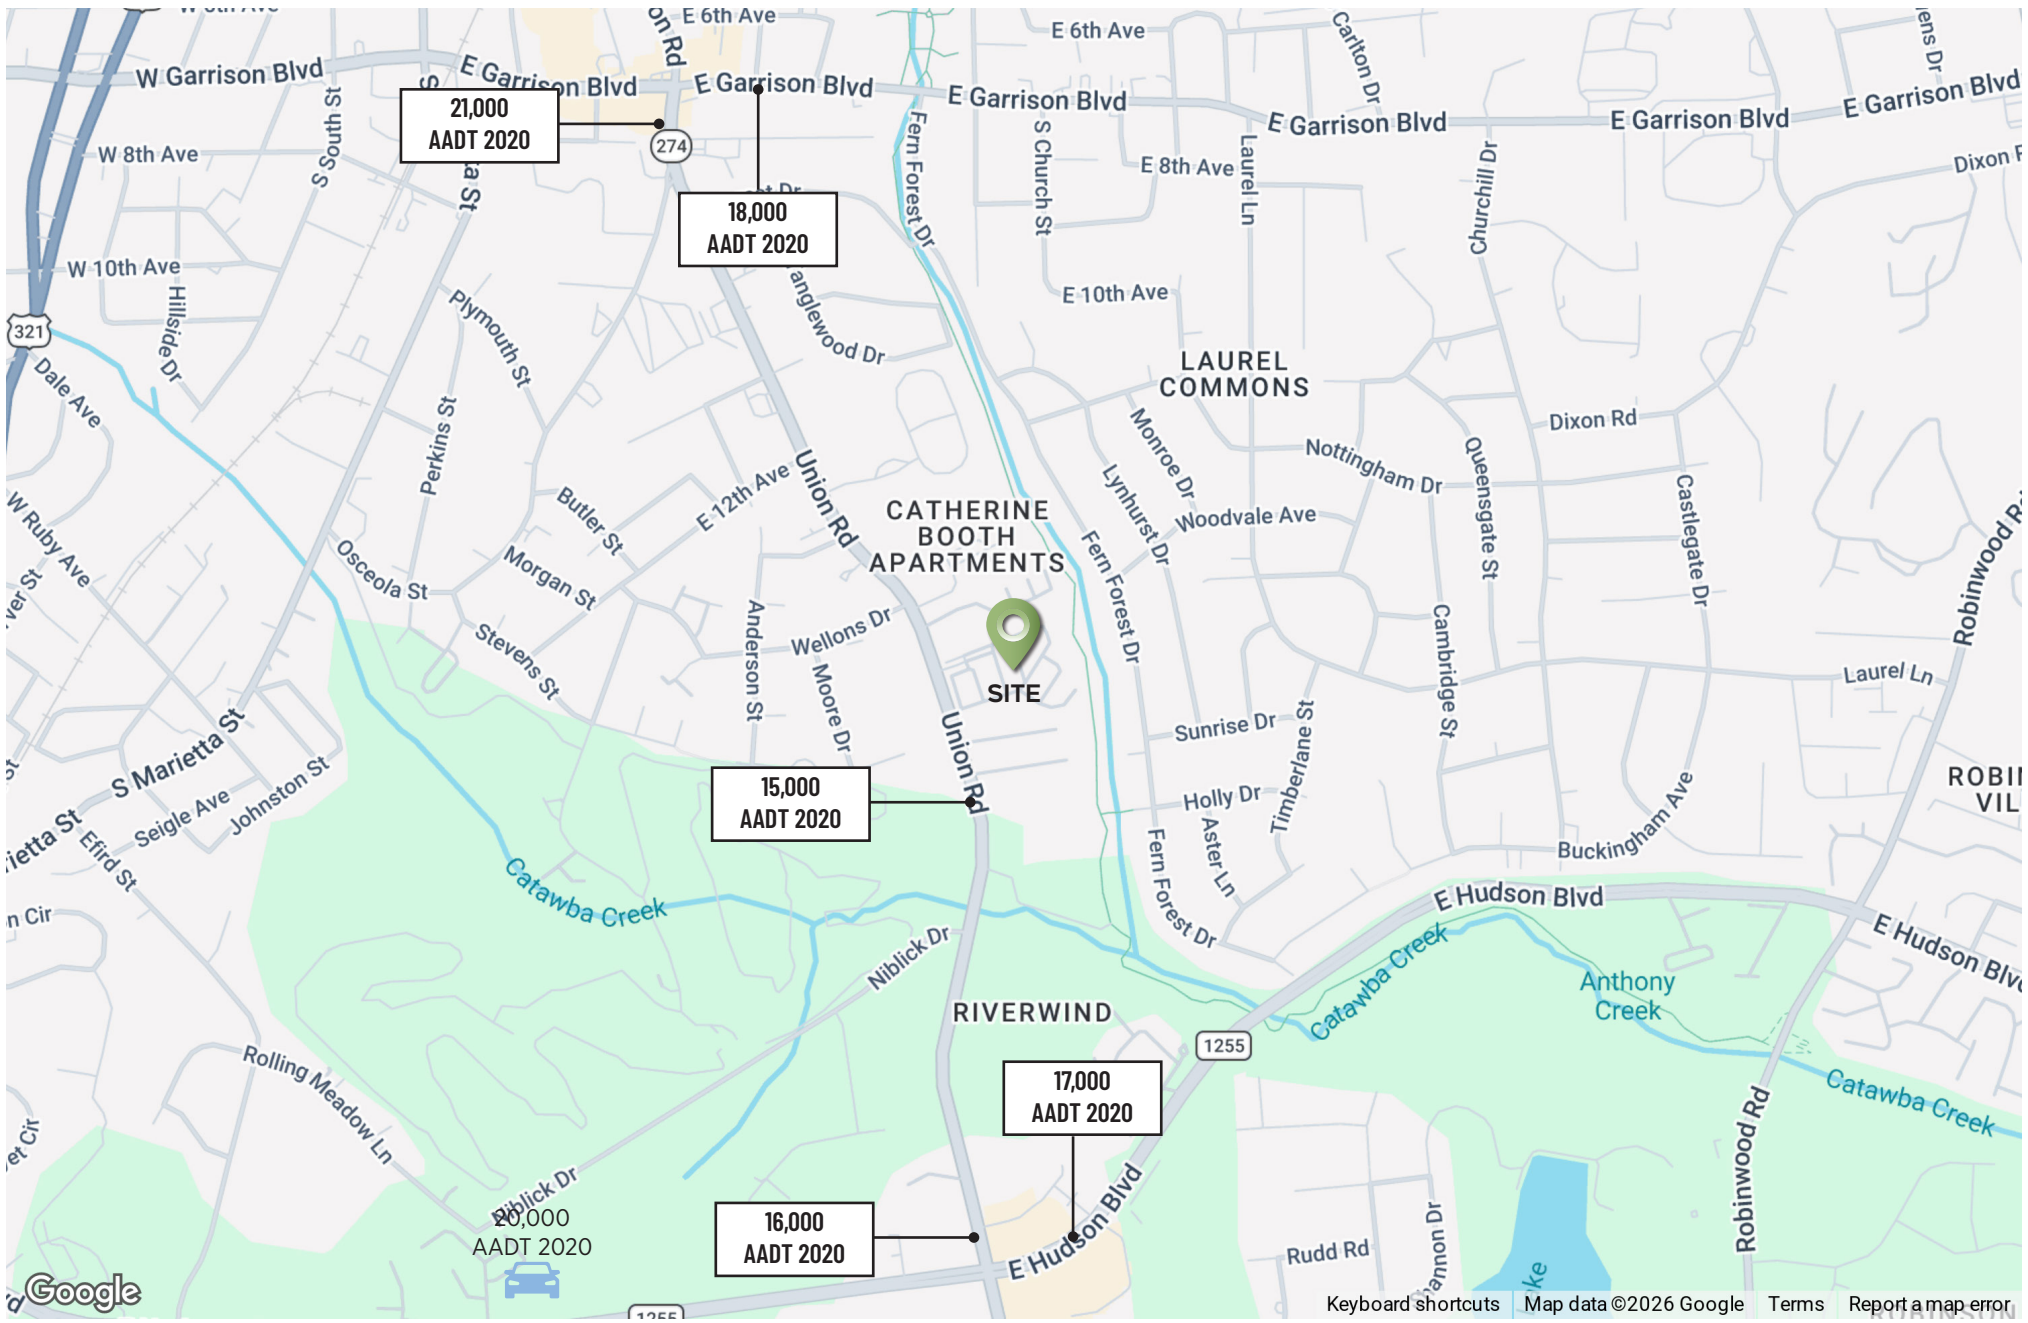 E 6th Ave
E 6th Ave
Carlton Dr
W Garrison Blvd
E Garrison Blvd
E Garrison Blvd
E Garrison Blvd
E Garrison Blvd
E Garrison Blvd
E Garrison Blvd
21,000
AADT 2020
274
18,000
AADT 2020
S South St
W 8th Ave
Fern Forest Dr
S Church St
E 8th Ave
Laurel Ln
Churchill Dr
Dixon
W 10th Ave
Hillside Dr
E 10th Ave
321
Dale Ave
Plymouth St
LAUREL
COMMONS
Perkins St
Monroe Dr
Dixon Rd
Nottingham Dr
Queensgate St
Castlegate Dr
W Ruby Ave
Butler St
E 12th Ave
Union Rd
CATHERINE
BOOTH
APARTMENTS
Lynhurst Dr
Woodvale Ave
Robinwood
Osceola St
Morgan St
Fern Forest Dr
Anderson St
Wellons Dr
Cambridge St
Stevens St
Moore Dr
SITE
Laurel Ln
S Marietta St
Union Rd
Sunrise Dr
Timberlane St
Seigle Ave
Johnston St
15,000
AADT 2020
Holly Dr
Aster Ln
Buckingham Ave
Efird St
Catawba Creek
Fern Forest Dr
E Hudson Blvd
E Hudson Blvd
Niblick Dr
Catawba Creek
Anthony
Creek
RIVERWIND
1255
Rolling Meadow Ln
17,000
AADT 2020
Catawba Creek
Robinwood Rd
Niblick Dr
20,000
AADT 2020
16,000
AADT 2020
E Hudson Blvd
Rudd Rd
Shannon Dr
Lake
1255
Google
Keyboard shortcuts
Map data ©2026 Google
Terms
Report a map error